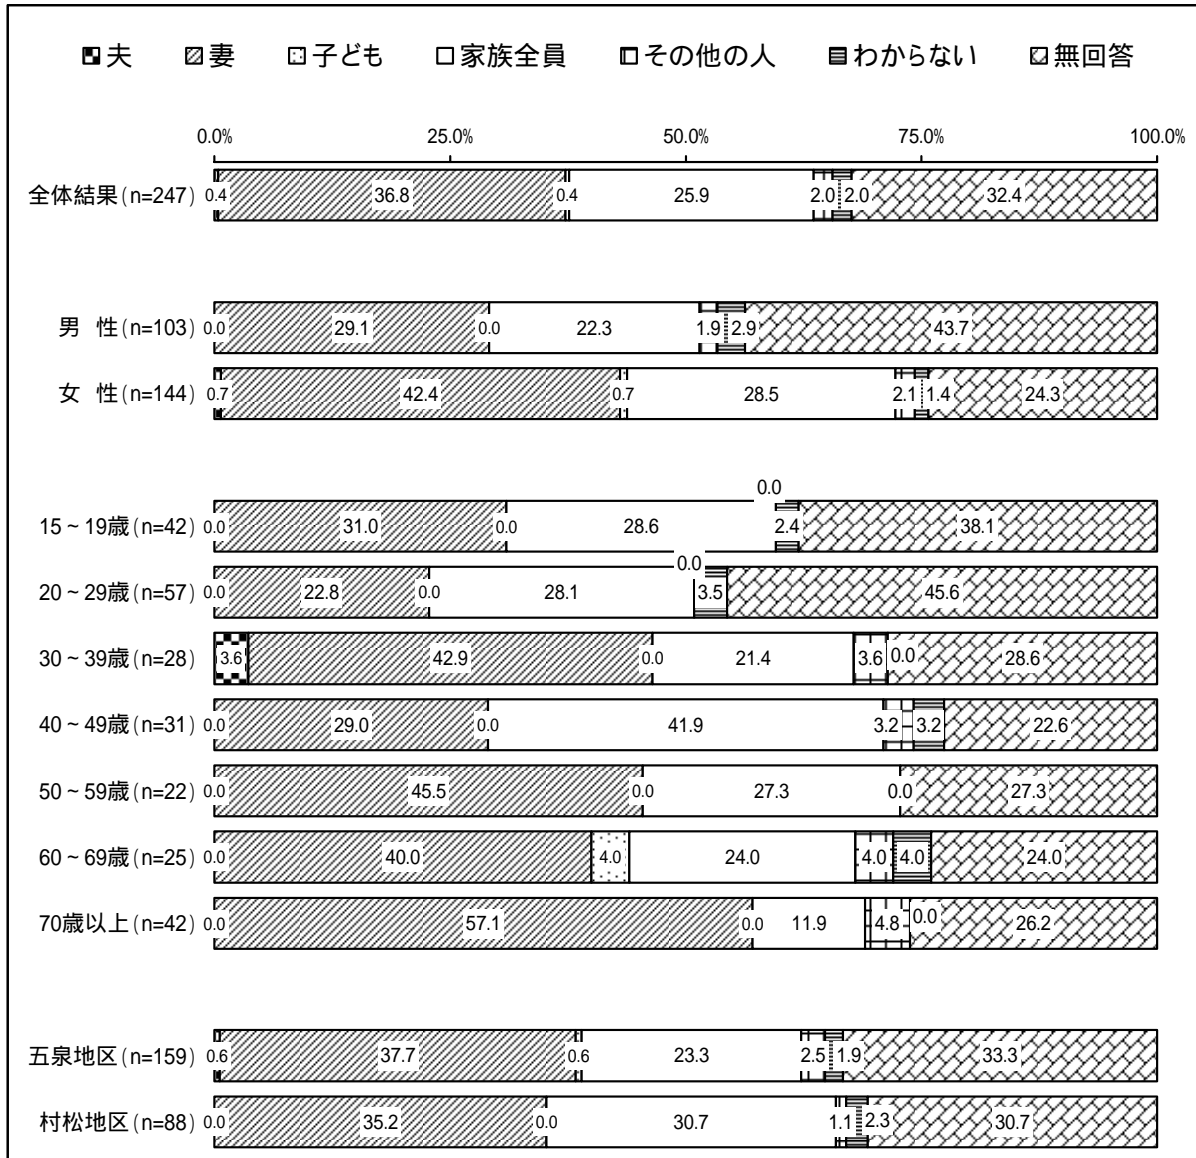 夫 妻 子ども 家族全員 その他の人 わからない 無回答
0.0% 25.0% 50.0% 75.0% 100.0%
全体結果(n=247) 0.4 36.8 0.4 25.9 2.0 2.0 32.4
男 性(n=103) 0.0 29.1 0.0 22.3 1.9 2.9 43.7
女 性(n=144) 0.7 42.4 0.7 28.5 2.1 1.4 24.3
0.0
15~19歳(n=42) 0.0 31.0 0.0 28.6 2.4 38.1
0.0
20~29歳(n=57) 0.0 22.8 0.0 28.1 3.5 45.6
30~39歳(n=28) 3.6 42.9 0.0 21.4 3.6 0.0 28.6
40~49歳(n=31) 0.0 29.0 0.0 41.9 3.2 3.2 22.6
50~59歳(n=22) 0.0 45.5 0.0 27.3 0.0 27.3
60~69歳(n=25) 0.0 40.0 4.0 24.0 4.0 4.0 24.0
70歳以上(n=42) 0.0 57.1 0.0 11.9 4.8 0.0 26.2
五泉地区(n=159) 0.6 37.7 0.6 23.3 2.5 1.9 33.3
村松地区(n=88) 0.0 35.2 0.0 30.7 1.1 2.3 30.7